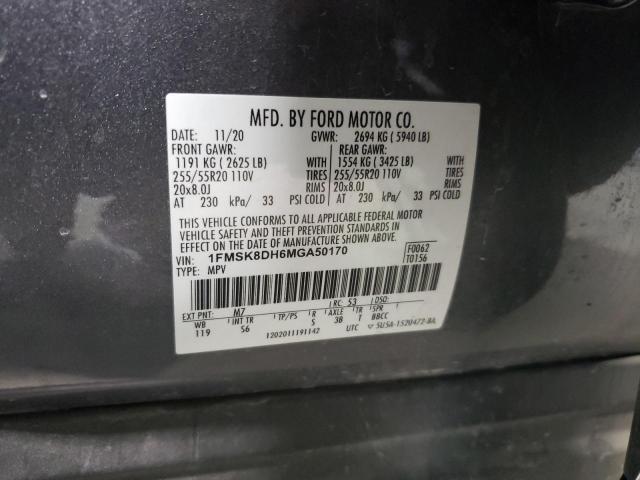 MFD. BY FORD MOTOR CO.
DATE: 11/20 GVWR: 2694 KG ( 5940 LB)
FRONT GAWR: REAR GAWR:
1191 KG ( 2625 LB) WITH 1554 KG ( 3425 LB) WITH
255/55R20 110V TIRES 255/55R20 110V TIRES
20x8.0J RIMS 20x8.0J RIMS
AT 230 kPa/ 33 PSI COLD AT 230 kPa/ 33 PSI COLD
THIS VEHICLE CONFORMS TO ALL APPLICABLE FEDERAL MOTOR
VEHICLE SAFETY AND THEFT PREVENTION STANDARDS IN
EFFECT ON THE DATE OF MANUFACTURE SHOWN ABOVE.
VIN: 1FMSK8DH6MGA50170 F0062
TYPE: MPV T0156
EXT PNT: M7 RC: 53 DSO:
WB INT TR TP/PS R AXLE TR SPR
119 S6 S 3B T BBCC
1202011191142 UTC 5U5A-1520472-BA